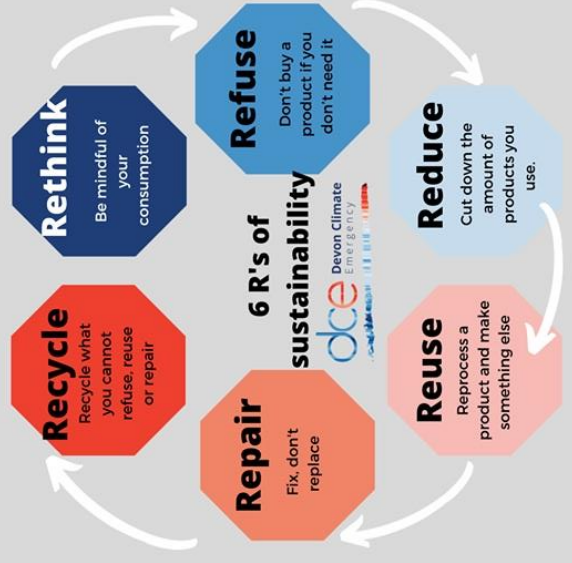 6 R's of
sustainability
dce Devon Climate
Emergency
Rethink
Be mindful of
your
consumption
Refuse
Don't buy a
product if you
don't need it
Reduce
Cut down the
amount of
products you
use.
Reuse
Reprocess a
product and make
something else
Repair
Fix, don't
replace
Recycle
Recycle what
you cannot
refuse, reuse
or repair